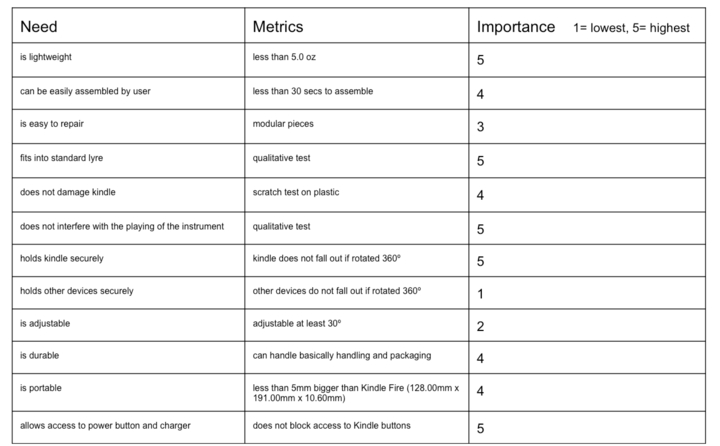 Need Metrics Importance 1= lowest, 5= highest
is lightweight less than 5.0 oz 5
can be easily assembled by user less than 30 secs to assemble 4
is easy to repair modular pieces 3
fits into standard lyre qualitative test 5
does not damage kindle scratch test on plastic 4
does not interfere with the playing of the instrument qualitative test 5
holds kindle securely kindle does not fall out if rotated 360º 5
holds other devices securely other devices do not fall out if rotated 360º 1
is adjustable adjustable at least 30º 2
is durable can handle basically handling and packaging 4
is portable less than 5mm bigger than Kindle Fire (128.00mm x
191.00mm x 10.60mm) 4
allows access to power button and charger does not block access to Kindle buttons 5